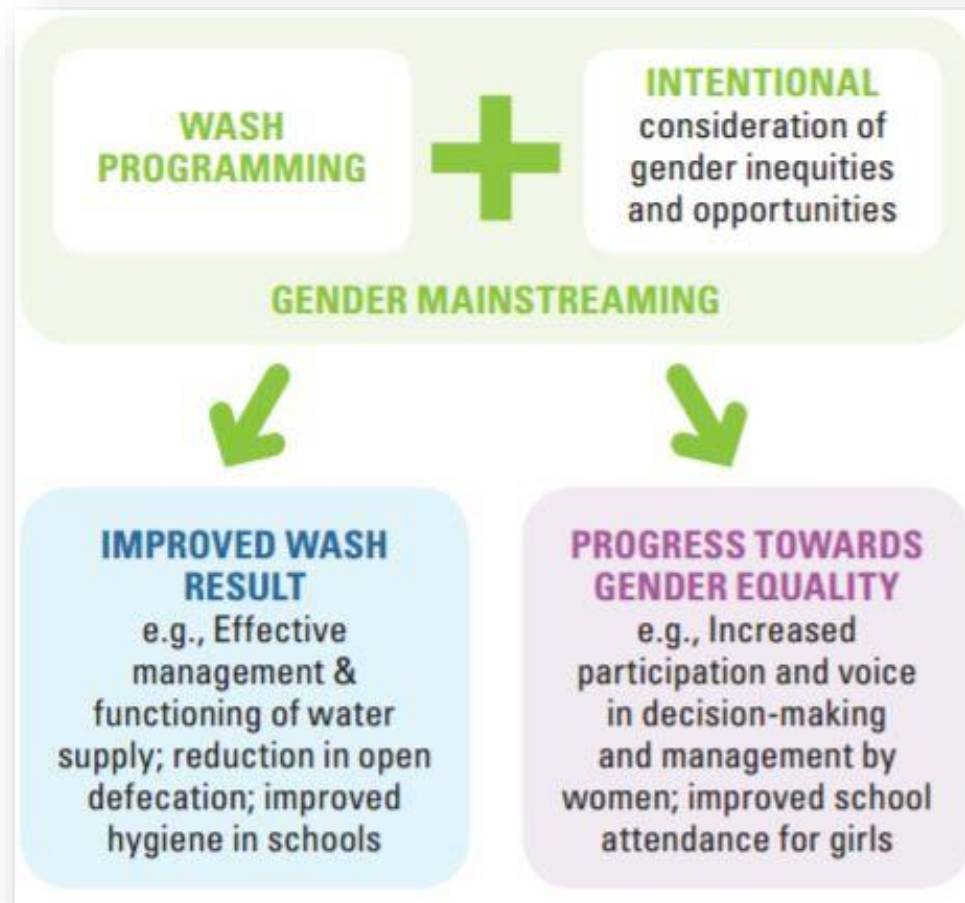 WASH
PROGRAMMING
INTENTIONAL
consideration of
gender inequities
and opportunities
GENDER MAINSTREAMING
IMPROVED WASH
RESULT
e.g., Effective
management &
functioning of water
supply; reduction in open
defecation; improved
hygiene in schools
PROGRESS TOWARDS
GENDER EQUALITY
e.g., Increased
participation and voice
in decision-making
and management by
women; improved school
attendance for girls